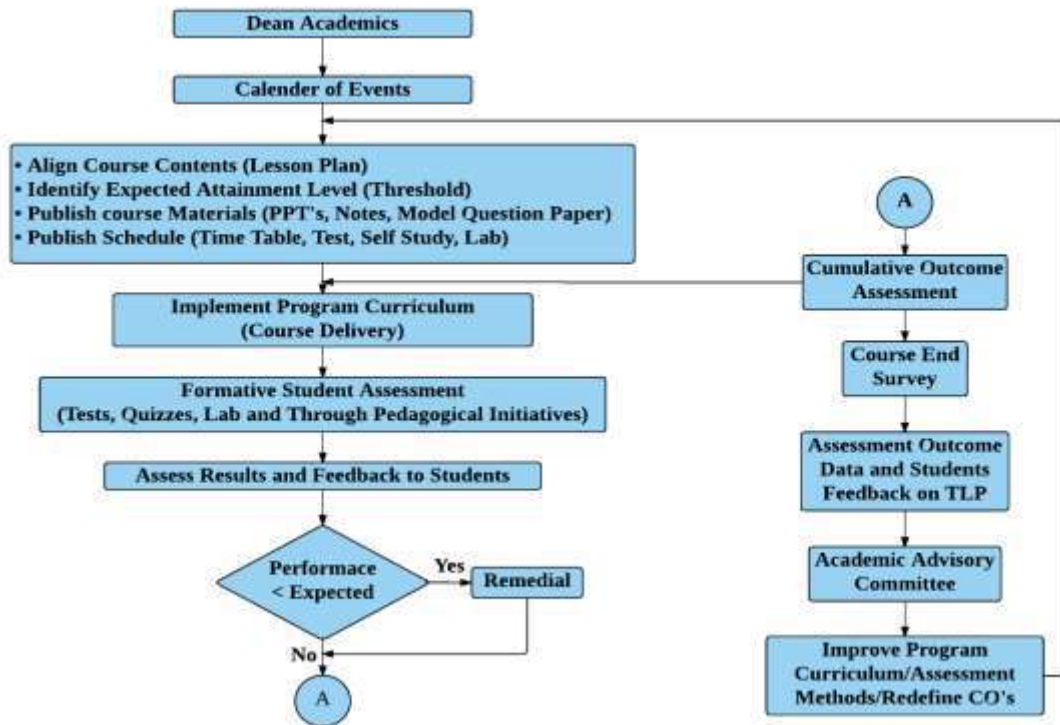 Dean Academics
Calender of Events
• Align Course Contents (Lesson Plan)
• Identify Expected Attainment Level (Threshold)
• Publish course Materials (PPT's, Notes, Model Question Paper)
• Publish Schedule (Time Table, Test, Self Study, Lab)
Implement Program Curriculum
(Course Delivery)
Formative Student Assessment
(Tests, Quizzes, Lab and Through Pedagogical Initiatives)
Assess Results and Feedback to Students
Performace
< Expected
Yes
Remedial
No
A
A
Cumulative Outcome
Assessment
Course End
Survey
Assessment Outcome
Data and Students
Feedback on TLP
Academic Advisory
Committee
Improve Program
Curriculum/Assessment
Methods/Redefine CO's